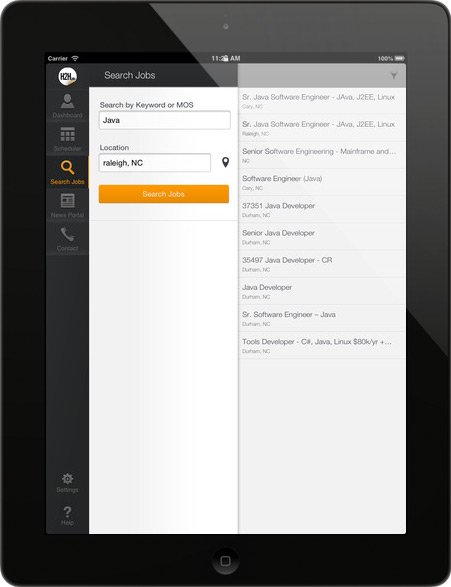 Carrier
11:28 AM
100%
H2H
Search Jobs
Dashboard
Scheduler
Search Jobs
News Portal
Contact
Settings
Help
Search by Keyword or MOS
Java
Location
raleigh, NC
Search Jobs
Sr. Java Software Engineer - JAva, J2EE, Linux
Cary, NC
Sr. Java Software Engineer - JAva, J2EE, Linux
Raleigh, NC
Senior Software Engineering - Mainframe and...
NC
Software Engineer (Java)
Cary, NC
37351 Java Developer
Durham, NC
Senior Java Developer
Durham, NC
35497 Java Developer - CR
Durham, NC
Java Developer
Durham, NC
Sr. Software Engineer – Java
Durham, NC
Tools Developer - C#, Java, Linux $80k/yr +...
Durham, NC